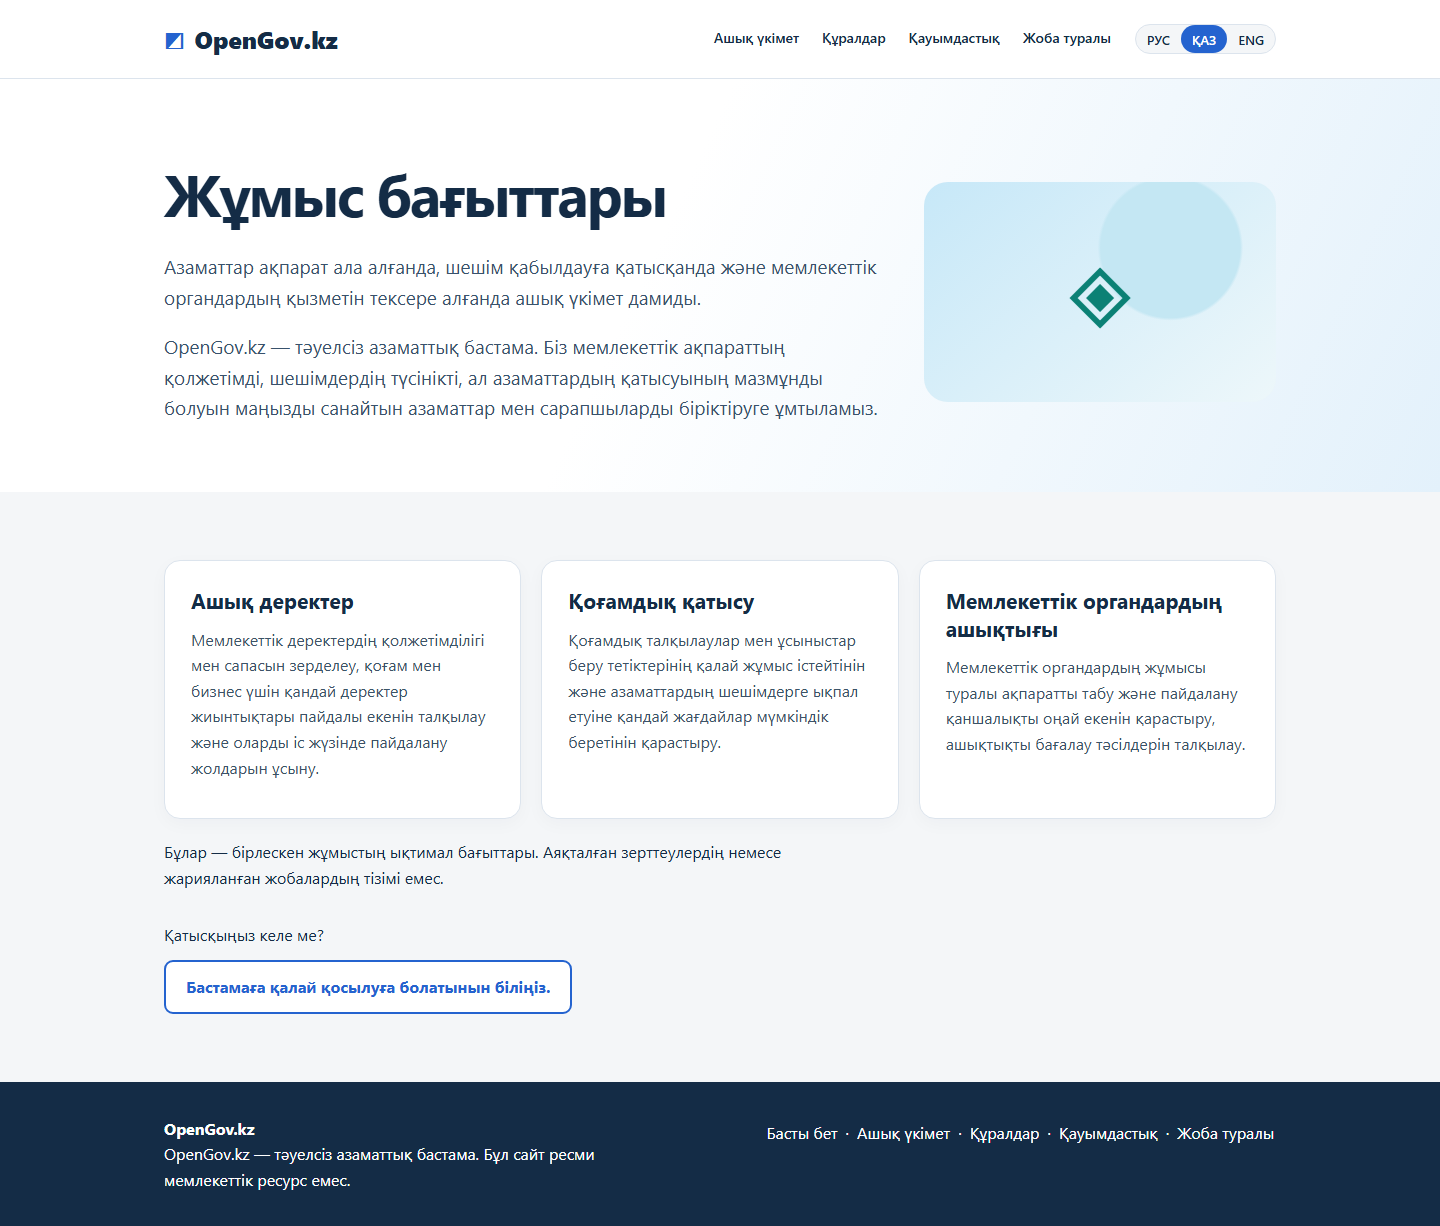 OpenGov.kz
Ашық үкімет Құралдар Қауымдастық Жоба туралы РУС ҚАЗ ENG
Жұмыс бағыттары
Азаматтар ақпарат ала алғанда, шешім қабылдауға қатысқанда және мемлекеттік
органдардың қызметін тексере алғанда ашық үкімет дамиды.
OpenGov.kz — тәуелсіз азаматтық бастама. Біз мемлекеттік ақпараттың
қолжетімді, шешімдердің түсінікті, ал азаматтардың қатысуының мазмұнды
болуын маңызды санайтын азаматтар мен сарапшыларды біріктіруге ұмтыламыз.
Ашық деректер
Мемлекеттік деректердің қолжетімділігі
мен сапасын зерделеу, қоғам мен
бизнес үшін қандай деректер
жиынтықтары пайдалы екенін талқылау
және оларды іс жүзінде пайдалану
жолдарын ұсыну.
Қоғамдық қатысу
Қоғамдық талқылаулар мен ұсыныстар
беру тетіктерінің қалай жұмыс істейтінін
және азаматтардың шешімдерге ықпал
етуіне қандай жағдайлар мүмкіндік
беретінін қарастыру.
Мемлекеттік органдардың
ашықтығы
Мемлекеттік органдардың жұмысы
туралы ақпаратты табу және пайдалану
қаншалықты оңай екенін қарастыру,
ашықтықты бағалау тәсілдерін талқылау.
Бұлар — бірлескен жұмыстың ықтимал бағыттары. Аяқталған зерттеулердің немесе
жарияланған жобалардың тізімі емес.
Қатысқыңыз келе ме?
Бастамаға қалай қосылуға болатынын біліңіз.
OpenGov.kz
OpenGov.kz — тәуелсіз азаматтық бастама. Бұл сайт ресми
мемлекеттік ресурс емес.
Басты бет · Ашық үкімет · Құралдар · Қауымдастық · Жоба туралы